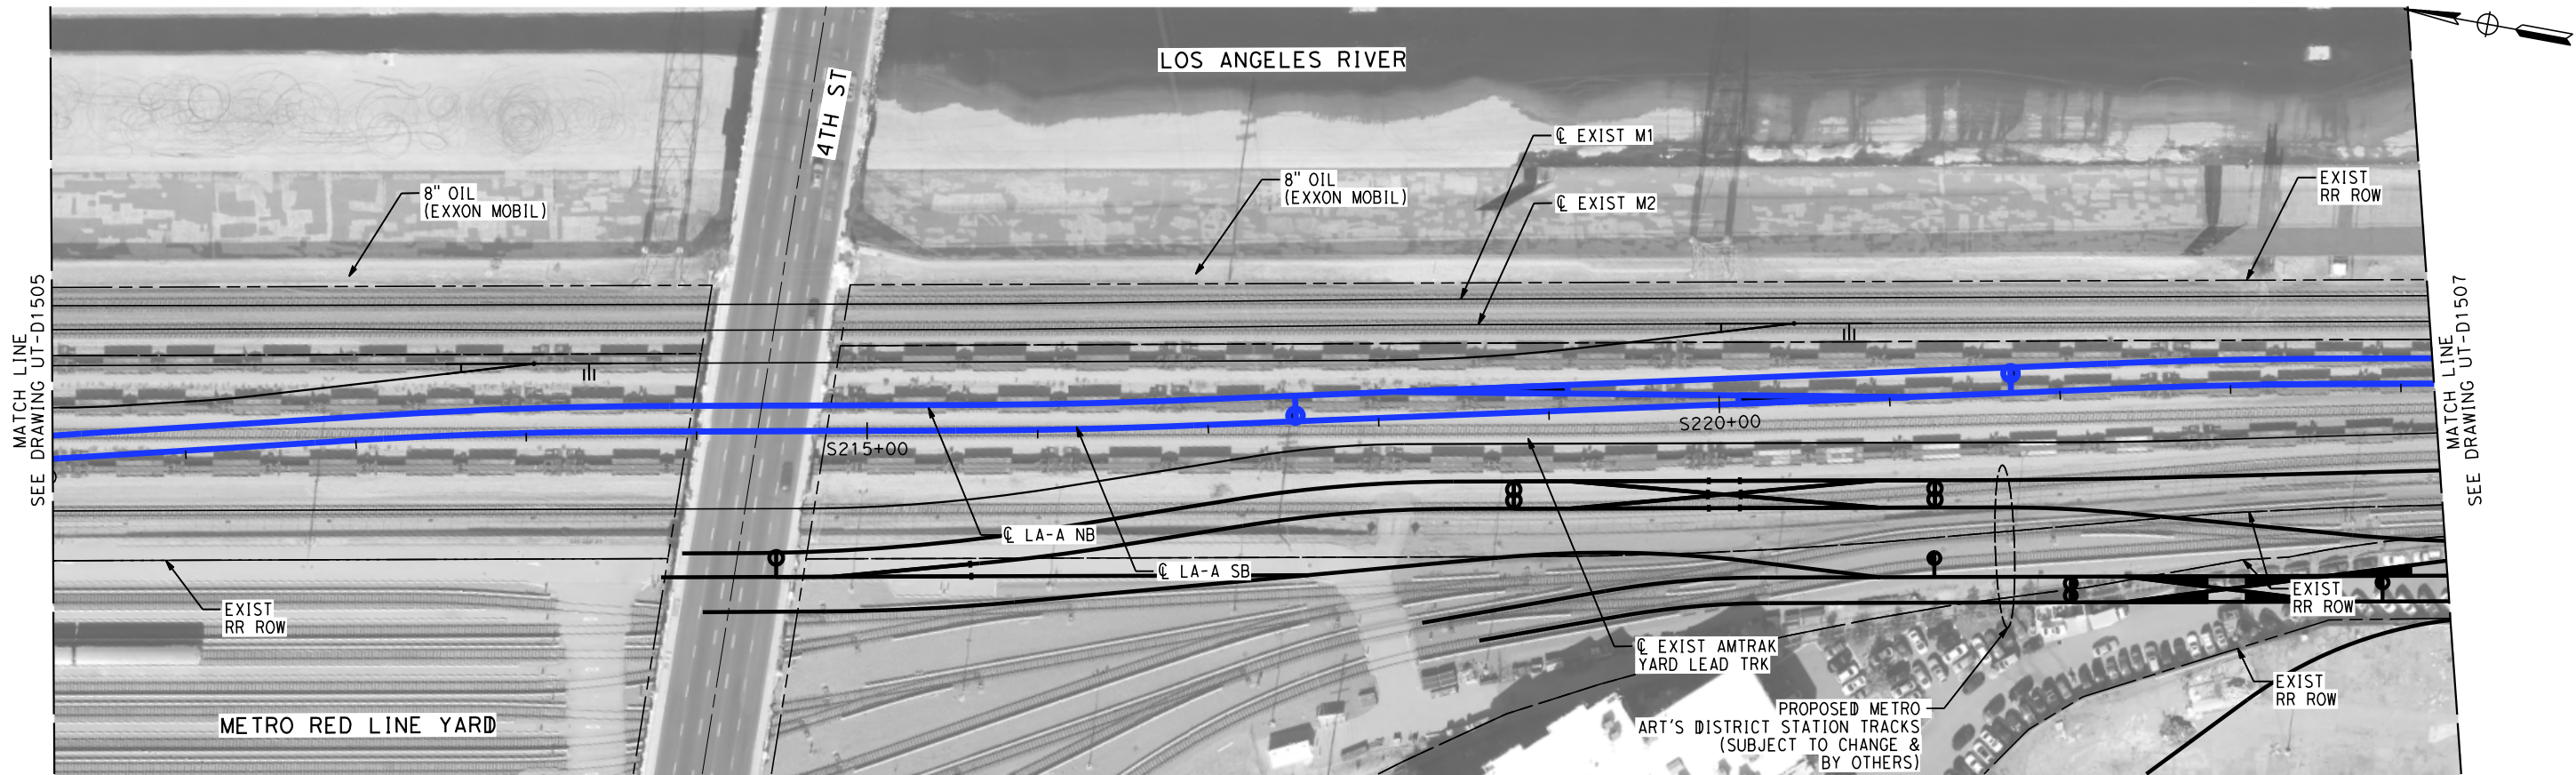 LOS ANGELES RIVER
4TH ST
℄ EXIST M1
8" OIL
(EXXON MOBIL)
8" OIL
(EXXON MOBIL)
℄ EXIST M2
EXIST
RR ROW
MATCH LINE
SEE DRAWING UT-D1505
MATCH LINE
SEE DRAWING UT-D1507
S215+00
S220+00
℄ LA-A NB
℄ LA-A SB
EXIST
RR ROW
EXIST
RR ROW
℄ EXIST AMTRAK
YARD LEAD TRK
EXIST
RR ROW
METRO RED LINE YARD
PROPOSED METRO
ART'S DISTRICT STATION TRACKS
(SUBJECT TO CHANGE &
BY OTHERS)